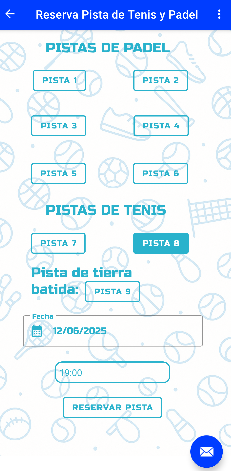 Reserva Pista de Tenis y Padel
PISTAS DE PADEL
PISTA 1 PISTA 2
PISTA 3 PISTA 4
PISTA 5 PISTA 6
PISTAS DE TENIS
PISTA 7 PISTA 8
Pista de tierra
batida: PISTA 9
Fecha
12/06/2025
19:00
RESERVAR PISTA